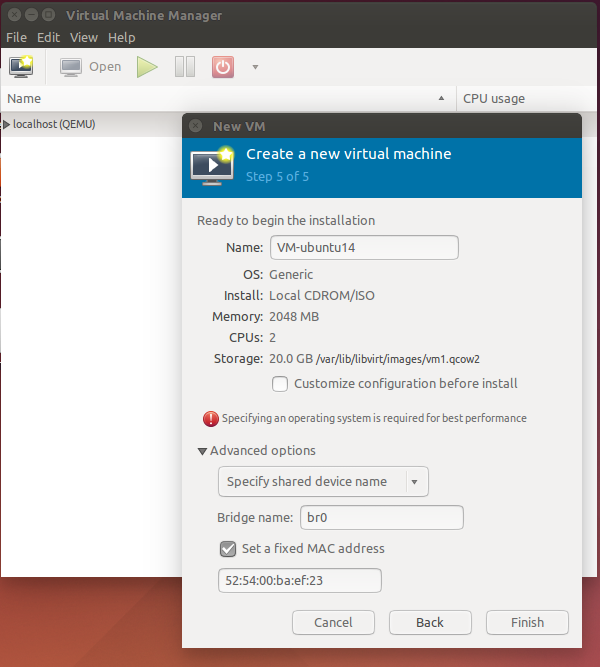 Virtual Machine Manager
File Edit View Help
Open
Name CPU usage
localhost (QEMU)
New VM
Create a new virtual machine
Step 5 of 5
Ready to begin the installation
Name: VM-ubuntu14
OS: Generic
Install: Local CDROM/ISO
Memory: 2048 MB
CPUs: 2
Storage: 20.0 GB /var/lib/libvirt/images/vm1.qcow2
Customize configuration before install
Specifying an operating system is required for best performance
Advanced options
Specify shared device name
Bridge name: br0
Set a fixed MAC address
52:54:00:ba:ef:23
Cancel Back Finish